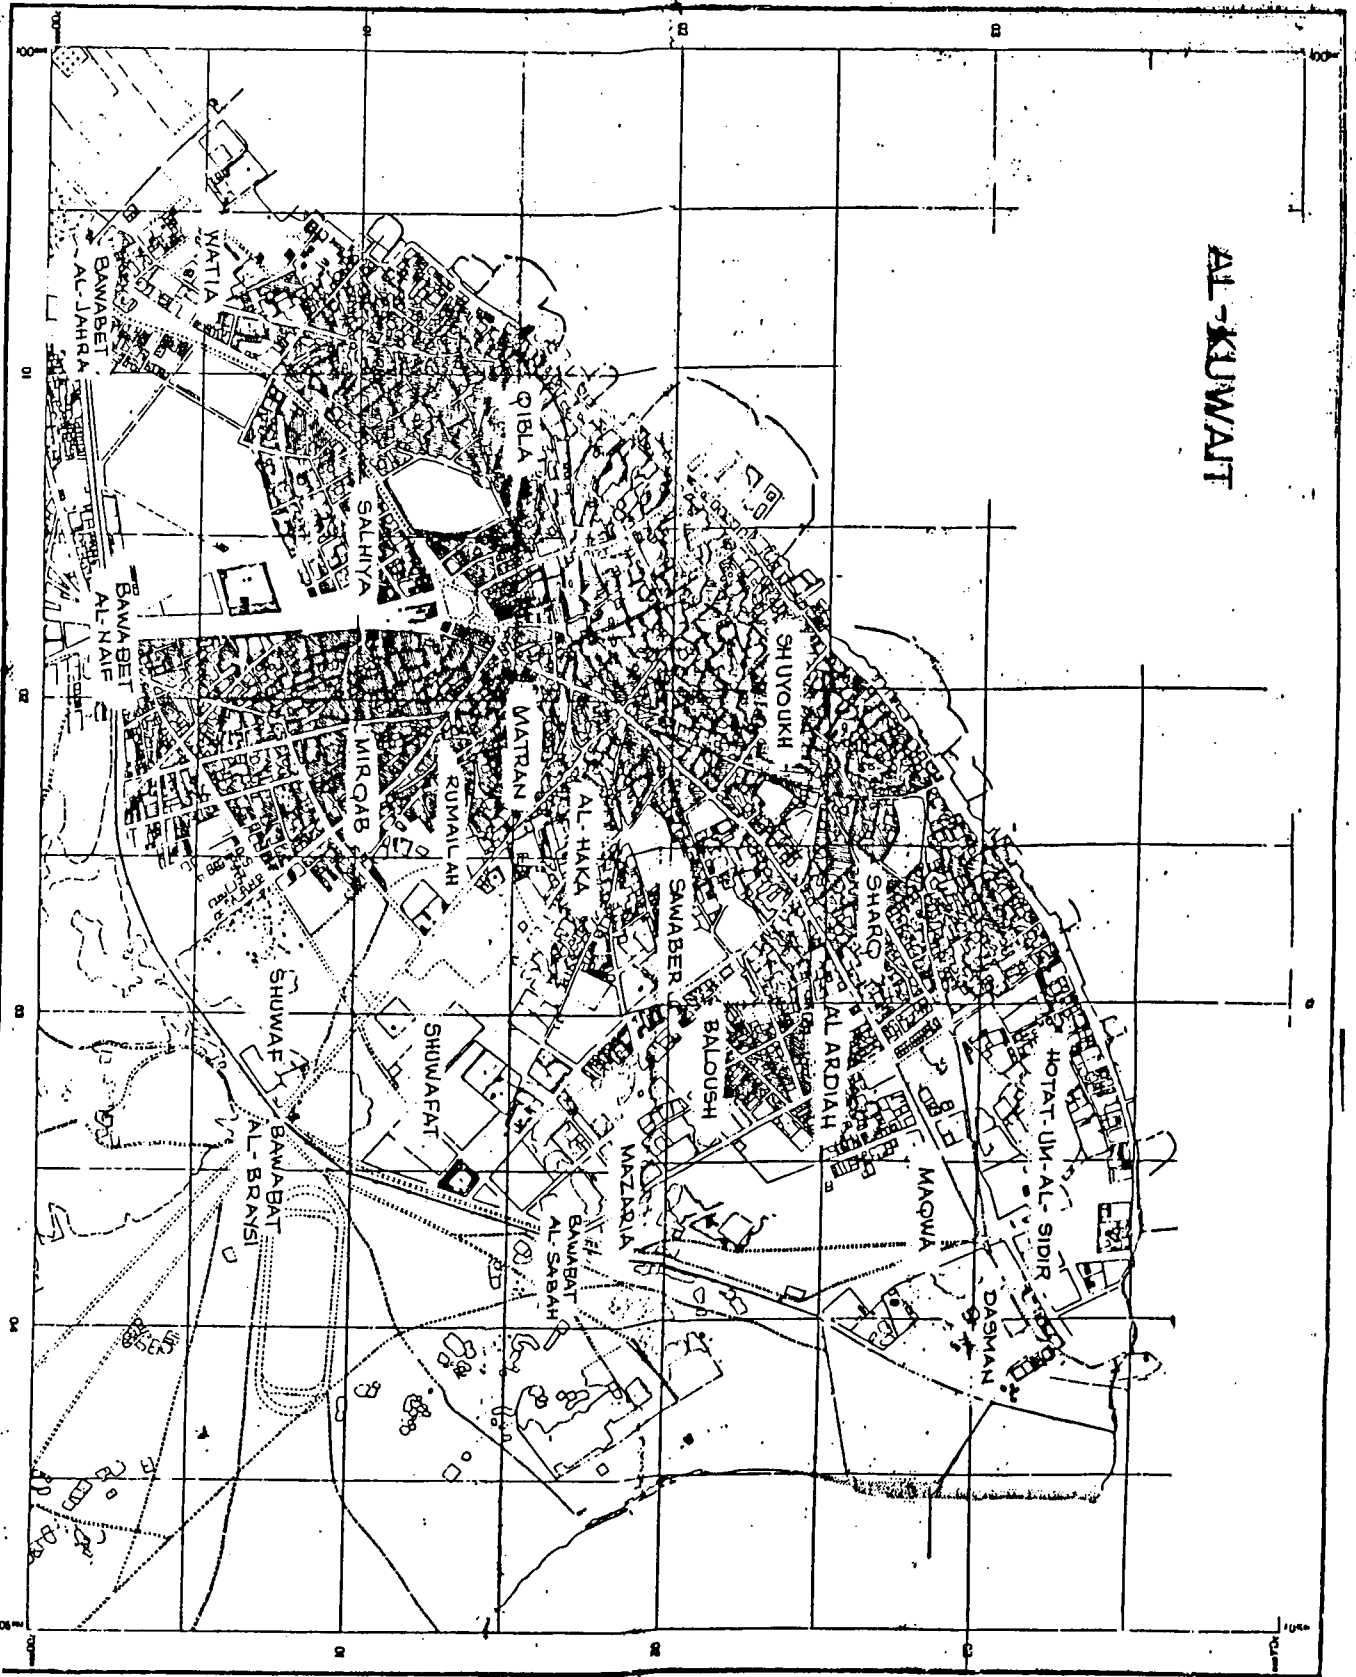 AL-KUWAIT
WATIA
BAWABET
AL-JAHRA
QIBLA
SALHIYA
BAWABET
AL-NAIF
SHUYOUKH
MATRAN
MIRQAB
RUMAILAH
AL-HAKA
SAWABER
SHARQ
SHUWAF
SHUWAFAT
BALOUSH
AL ARDIAH
HOTAT-UM-AL-SIDIR
BAWABAT
AL-BRAYSI
MAZARIA
MAQWA
BAWABAT
AL-SABAH
DASMAN